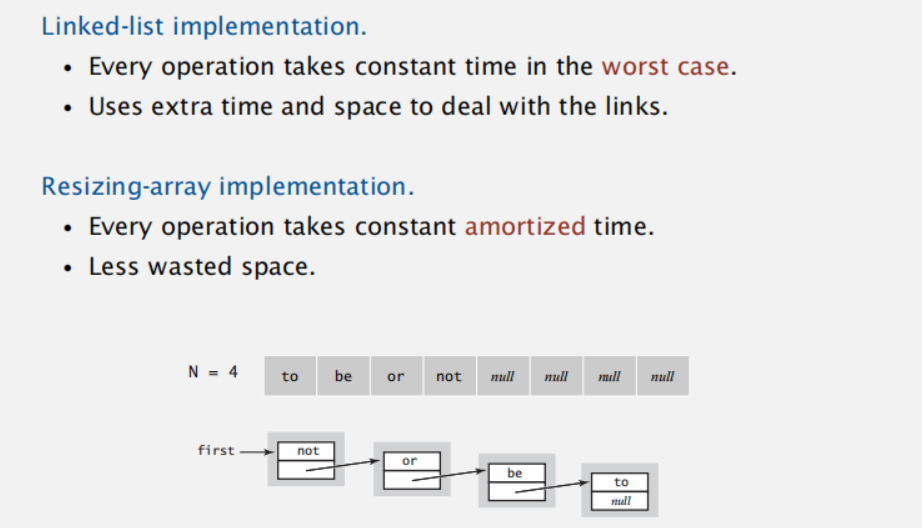 Linked-list implementation.
• Every operation takes constant time in the worst case.
• Uses extra time and space to deal with the links.
Resizing-array implementation.
• Every operation takes constant amortized time.
• Less wasted space.
N = 4 to be or not null null null null
first not or be to
null